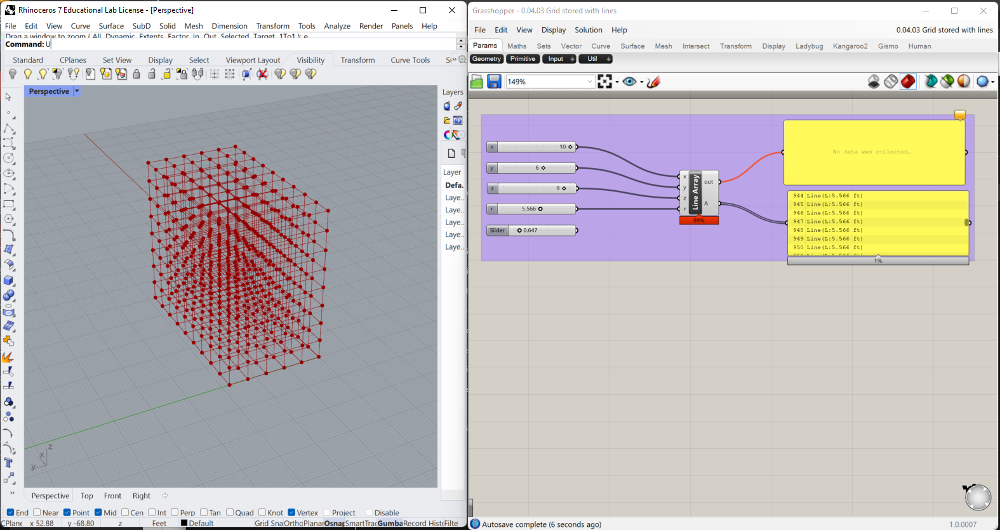 Rhinoceros 7 Educational Lab License - [Perspective]
File Edit View Curve Surface SubD Solid Mesh Dimension Transform Tools Analyze Render Panels Help
Drag a window to zoom ( All Dynamic Extents Factor In Out Selected Target 1To1 ): e
Command: U
Standard CPlanes Set View Display Select Viewport Layout Visibility Transform Curve Tools
Perspective
Layers
Layer
Defa..
Laye..
Laye..
Laye..
Laye..
Laye..
z
x
y
Perspective Top Front Right
End Near Point Mid Cen Int Perp Tan Quad Knot Vertex Project Disable
CPlane x 52.88 y -68.80 z Feet Default Grid Sna Ortho Planar Osnap SmartTrac Gumba Record Histo Filte
Grasshopper - 0.04.03 Grid stored with lines
File Edit View Display Solution Help
0.04.03 Grid stored with lines
Params Maths Sets Vector Curve Surface Mesh Intersect Transform Display Ladybug Kangaroo2 Gismo Human
Geometry Primitive Input Util
149%
x 10
y 6
z 9
r 5.566
Slider 0.647
x
y
z
r
Line Array
out
A
99%
No data was collected…
944 Line(L:5.566 ft)
945 Line(L:5.566 ft)
946 Line(L:5.566 ft)
947 Line(L:5.566 ft)
948 Line(L:5.566 ft)
949 Line(L:5.566 ft)
950 Line(L:5.566 ft)
1%
Autosave complete (6 seconds ago)
1.0.0007